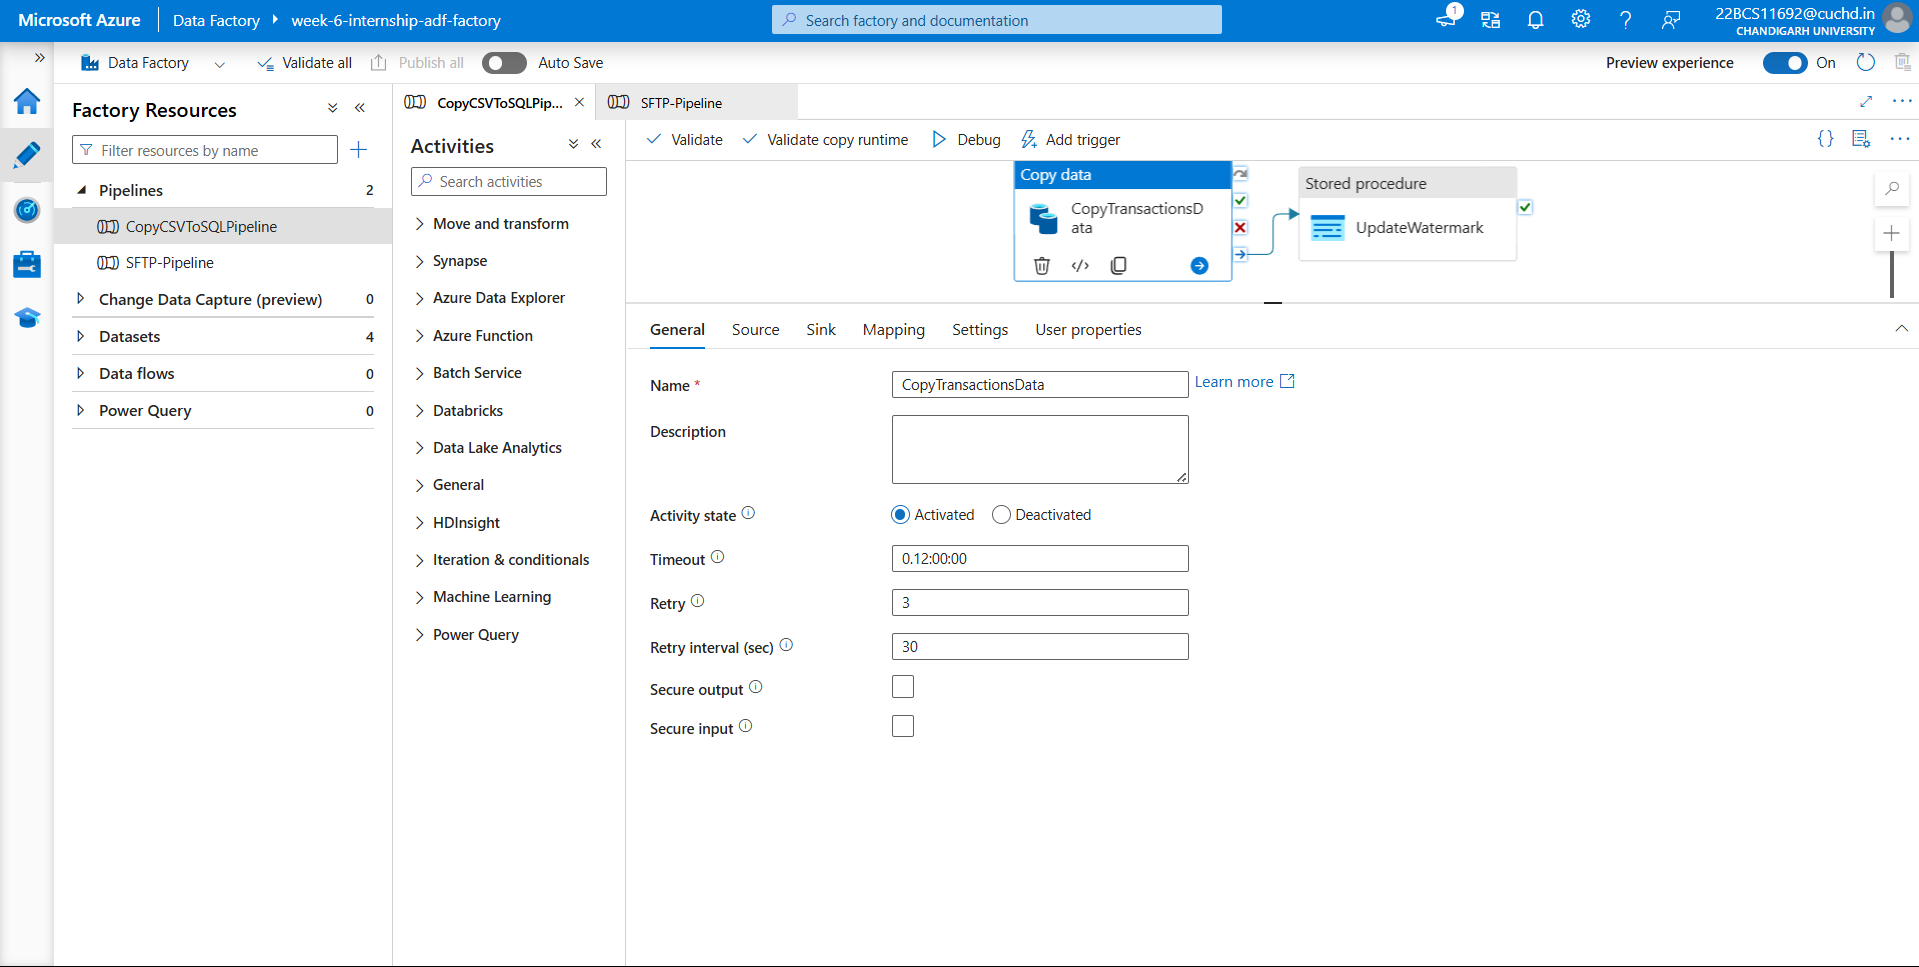 Microsoft Azure
Data Factory
week-6-internship-adf-factory
Search factory and documentation
1
22BCS11692@cuchd.in
CHANDIGARH UNIVERSITY
Data Factory
Validate all
Publish all
Auto Save
Preview experience
On
Factory Resources
Filter resources by name
Pipelines
2
CopyCSVToSQLPipeline
SFTP-Pipeline
Change Data Capture (preview)
0
Datasets
4
Data flows
0
Power Query
0
CopyCSVToSQLPip...
SFTP-Pipeline
Activities
Search activities
Move and transform
Synapse
Azure Data Explorer
Azure Function
Batch Service
Databricks
Data Lake Analytics
General
HDInsight
Iteration & conditionals
Machine Learning
Power Query
Validate
Validate copy runtime
Debug
Add trigger
Copy data
CopyTransactionsD
ata
Stored procedure
UpdateWatermark
General
Source
Sink
Mapping
Settings
User properties
Name *
CopyTransactionsData
Learn more
Description
Activity state
Activated
Deactivated
Timeout
0.12:00:00
Retry
3
Retry interval (sec)
30
Secure output
Secure input